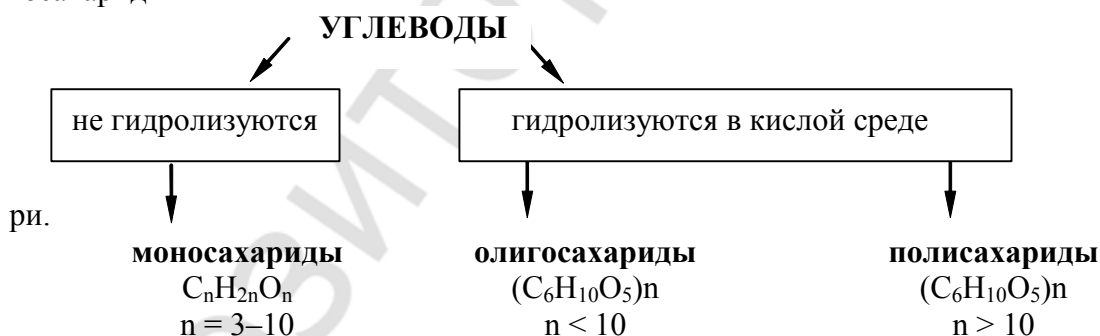 УГЛЕВОДЫ
не гидролизуются
гидролизуются в кислой среде
ри.
моносахариды
олигосахариды
полисахариды
CₙH₂ₙOₙ
(C₆H₁₀O₅)n
(C₆H₁₀O₅)n
n = 3–10
n < 10
n > 10